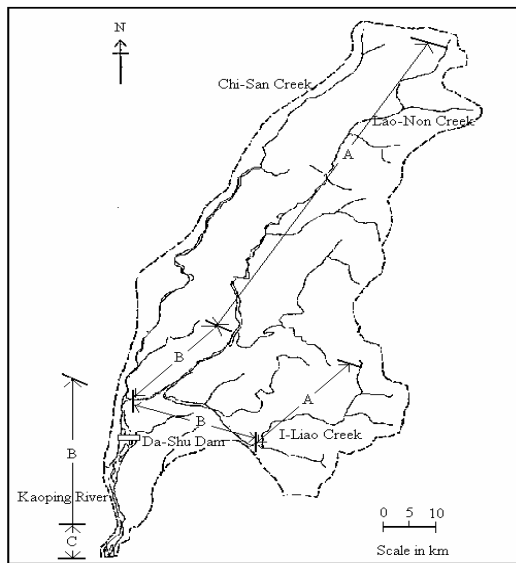 N
Chi-San Creek
Lao-Non Creek
A
B
A
B
B
Da-Shu Dam
I-Liao Creek
Kaoping River
C
0 5 10
Scale in km